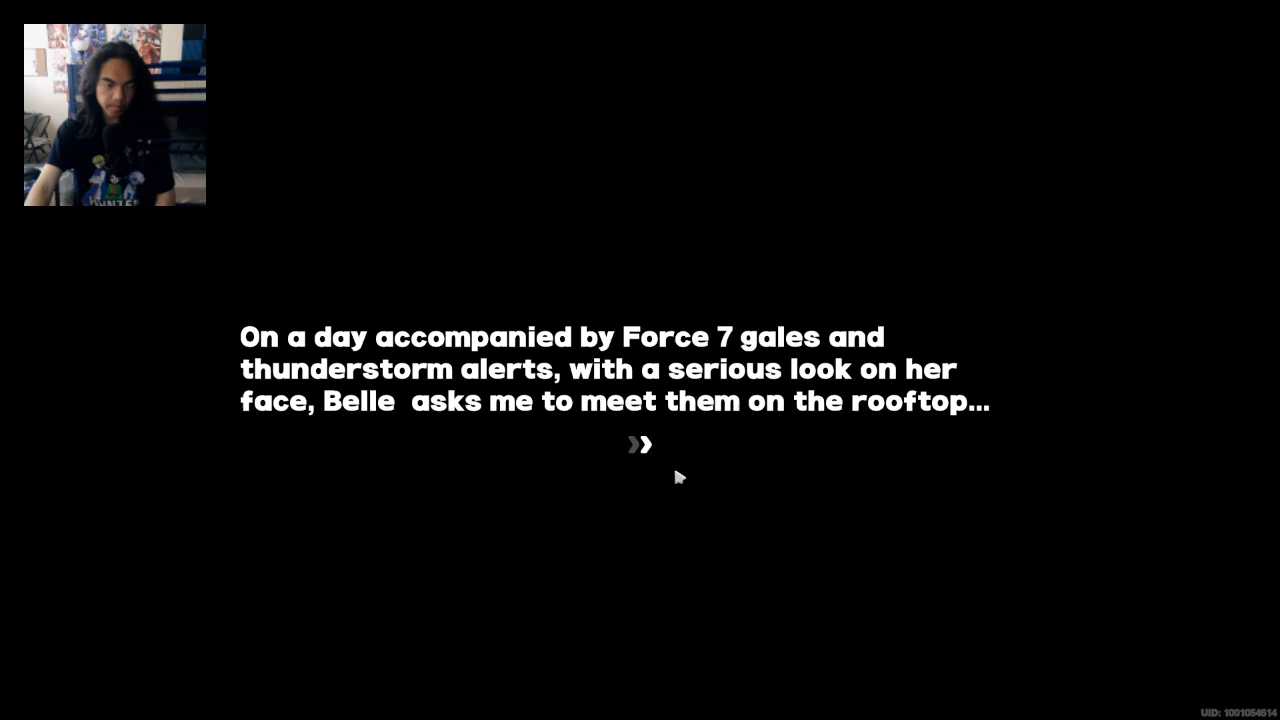 On a day accompanied by Force 7 gales and
thunderstorm alerts, with a serious look on her
face, Belle  asks me to meet them on the rooftop...
UID: 1001054614